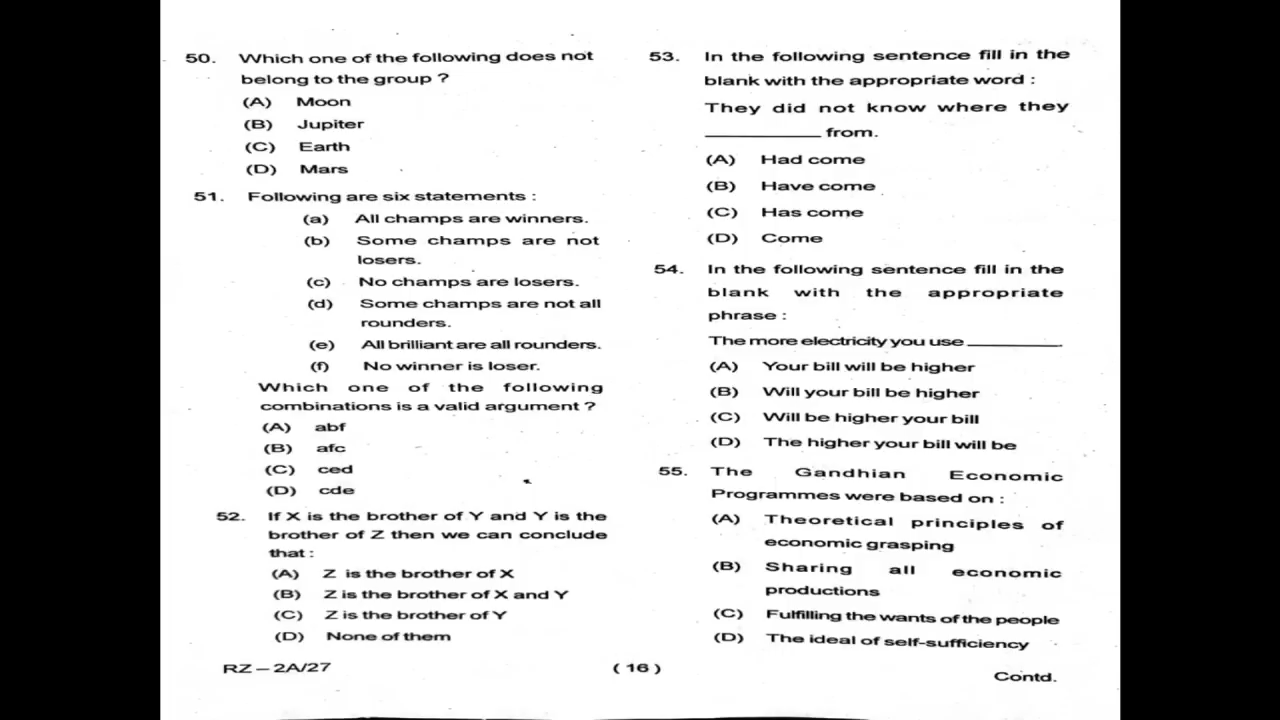 50. Which one of the following does not
belong to the group ?
(A) Moon
(B) Jupiter
(C) Earth
(D) Mars
51. Following are six statements :
(a) All champs are winners.
(b) Some champs are not
losers.
(c) No champs are losers.
(d) Some champs are not all
rounders.
(e) All brilliant are all rounders.
(f) No winner is loser.
Which one of the following
combinations is a valid argument ?
(A) abf
(B) afc
(C) ced
(D) cde
52. If X is the brother of Y and Y is the
brother of Z then we can conclude
that :
(A) Z is the brother of X
(B) Z is the brother of X and Y
(C) Z is the brother of Y
(D) None of them
53. In the following sentence fill in the
blank with the appropriate word :
They did not know where they
____________ from.
(A) Had come
(B) Have come
(C) Has come
(D) Come
54. In the following sentence fill in the
blank with the appropriate
phrase :
The more electricity you use __________.
(A) Your bill will be higher
(B) Will your bill be higher
(C) Will be higher your bill
(D) The higher your bill will be
55. The Gandhian Economic
Programmes were based on :
(A) Theoretical principles of
economic grasping
(B) Sharing all economic
productions
(C) Fulfilling the wants of the people
(D) The ideal of self-sufficiency
RZ – 2A/27
( 16 )
Contd.